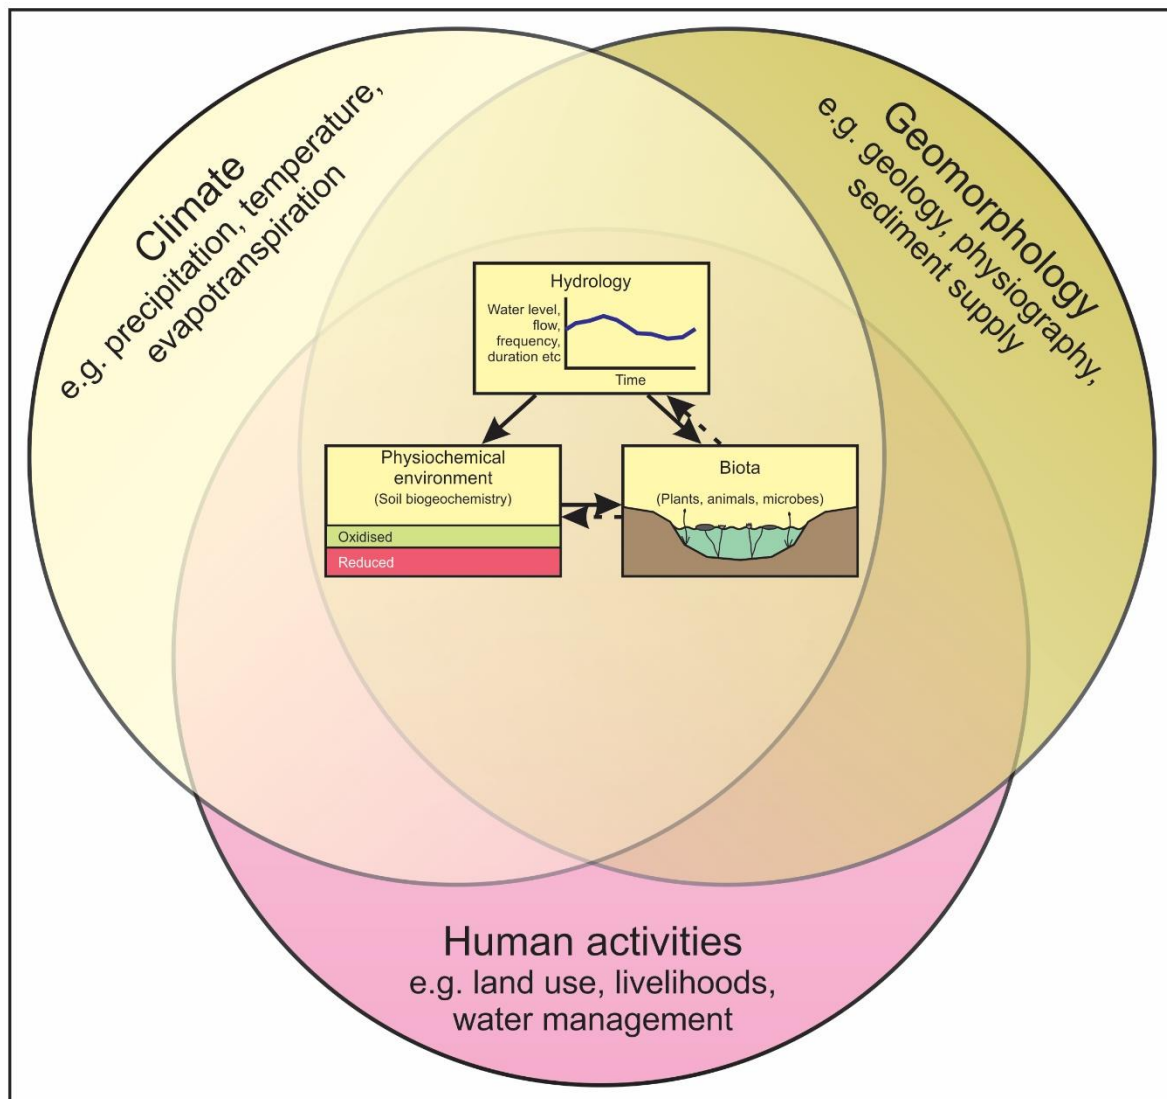 Climate
e.g. precipitation, temperature,
evapotranspiration
Geomorphology
e.g. geology, physiography,
sediment supply
Hydrology
Water level,
flow,
frequency,
duration etc
Time
Physiochemical
environment
(Soil biogeochemistry)
Oxidised
Reduced
Biota
(Plants, animals, microbes)
Human activities
e.g. land use, livelihoods,
water management